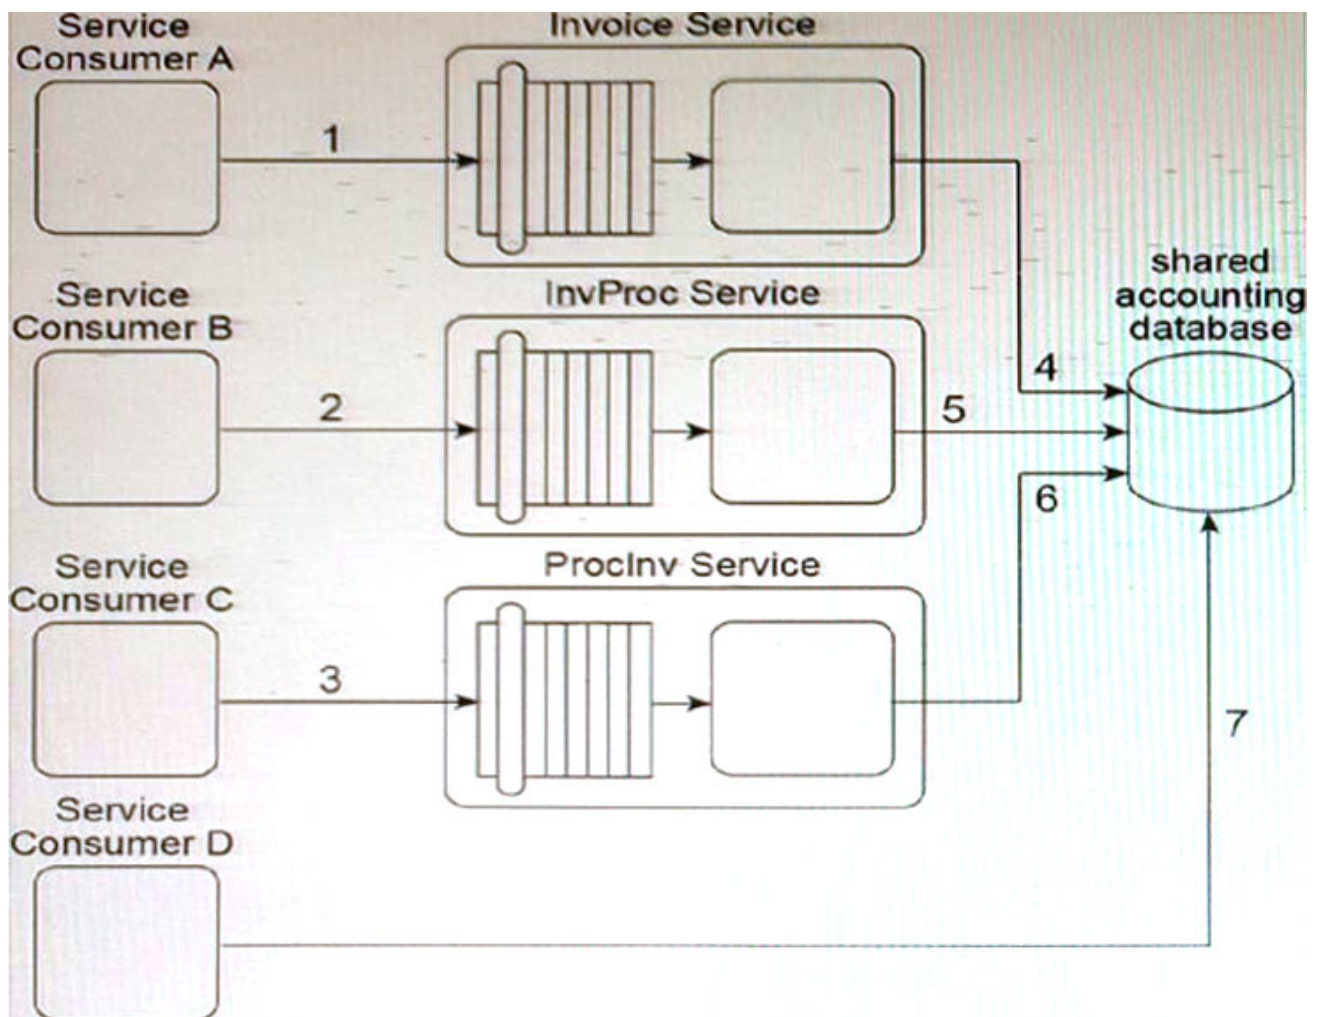 Service
Consumer A
Invoice Service
1
Service
Consumer B
InvProc Service
shared
accounting
database
2
4
5
6
Service
Consumer C
ProcInv Service
3
7
Service
Consumer D